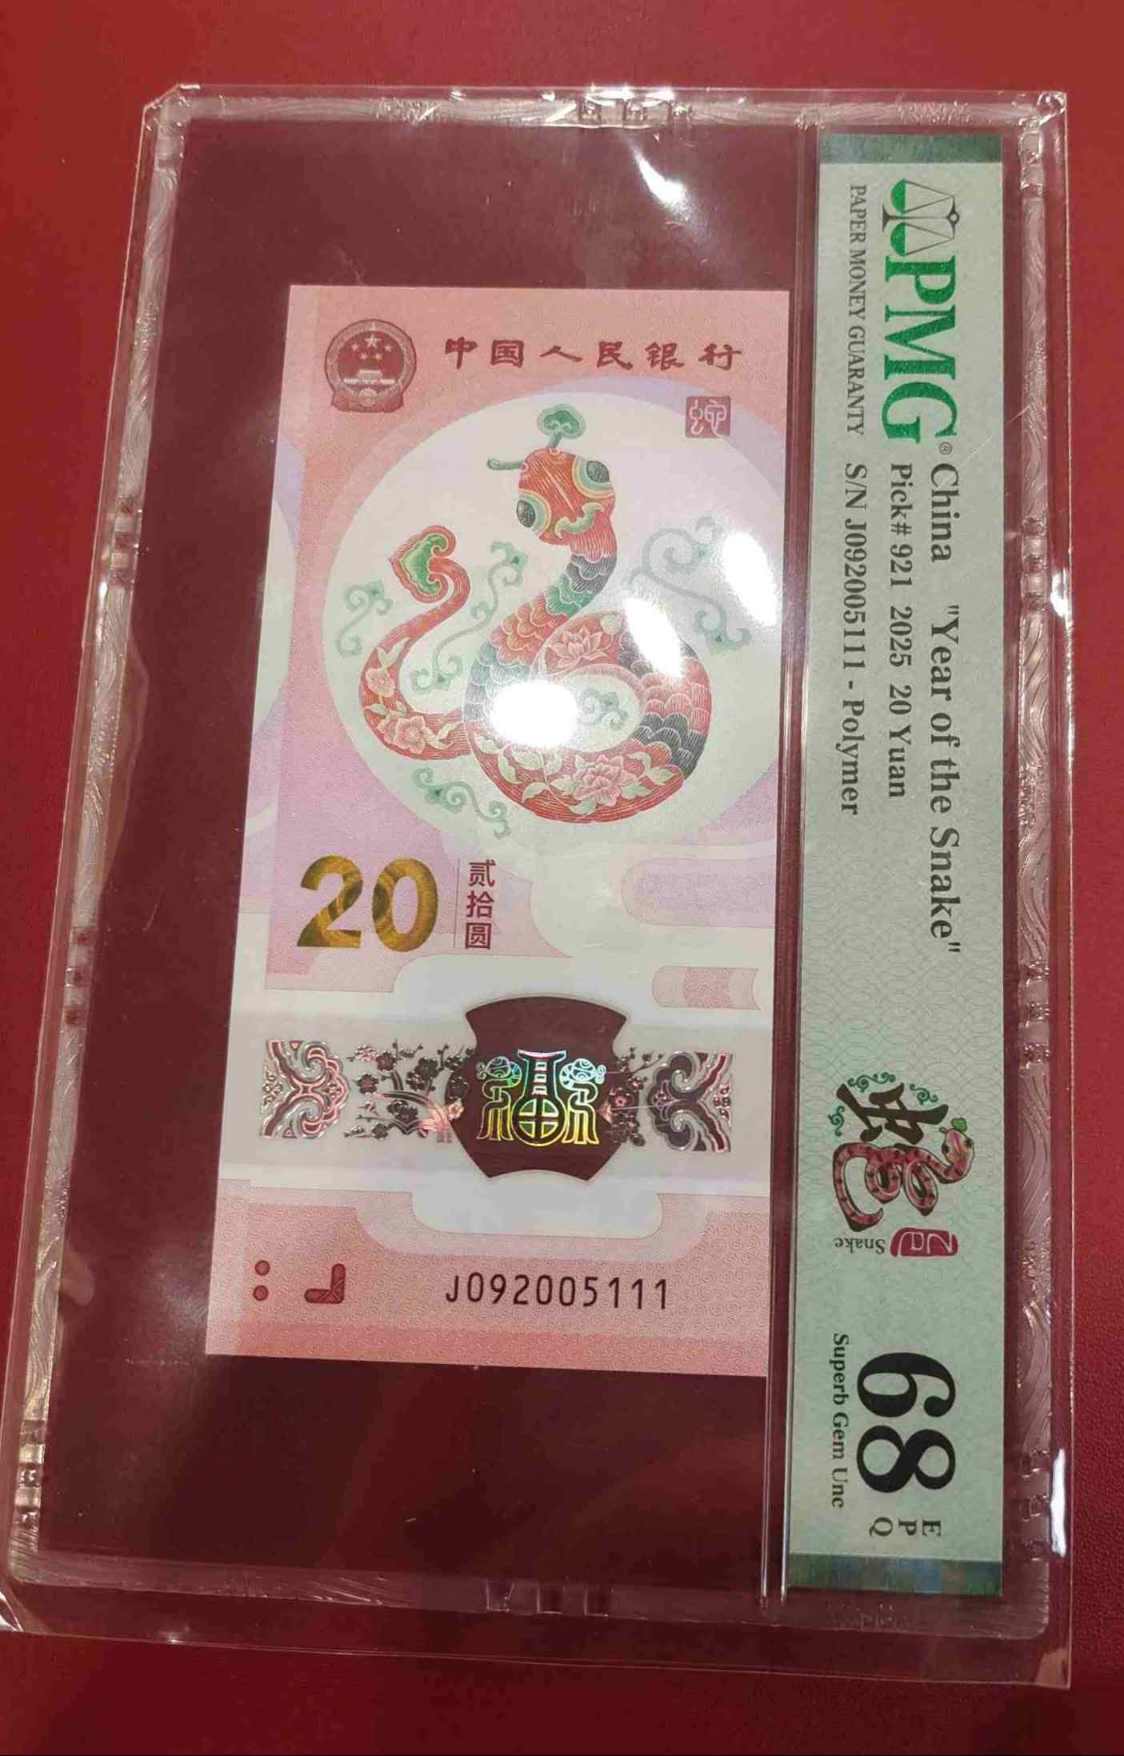 中国人民银行
20
贰拾圆
J092005111
PMG®
PAPER MONEY GUARANTY
China "Year of the Snake"
Pick# 921 2025 20 Yuan
S/N J092005111 - Polymer
蛇
Snake
68
EPQ
Superb Gem Unc